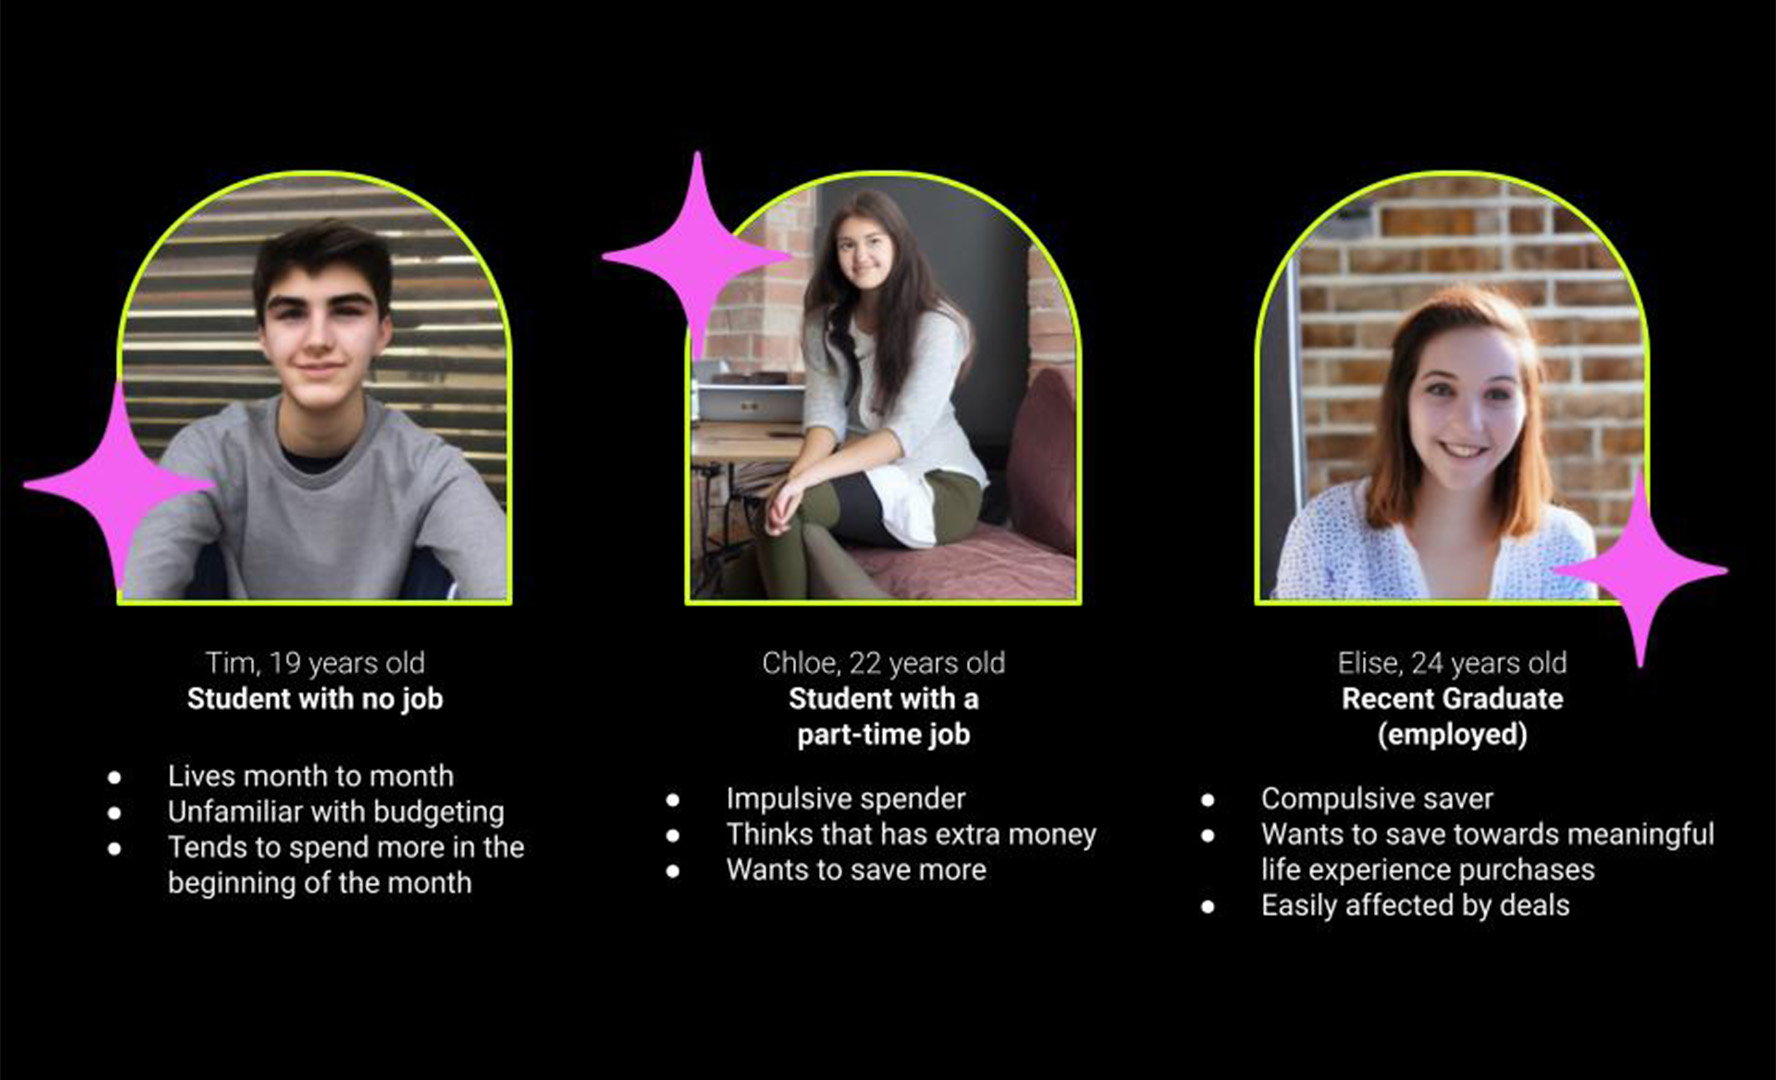 Tim, 19 years old
Student with no job
● Lives month to month
● Unfamiliar with budgeting
● Tends to spend more in the
beginning of the month
Chloe, 22 years old
Student with a
part-time job
● Impulsive spender
● Thinks that has extra money
● Wants to save more
Elise, 24 years old
Recent Graduate
(employed)
● Compulsive saver
● Wants to save towards meaningful
life experience purchases
● Easily affected by deals